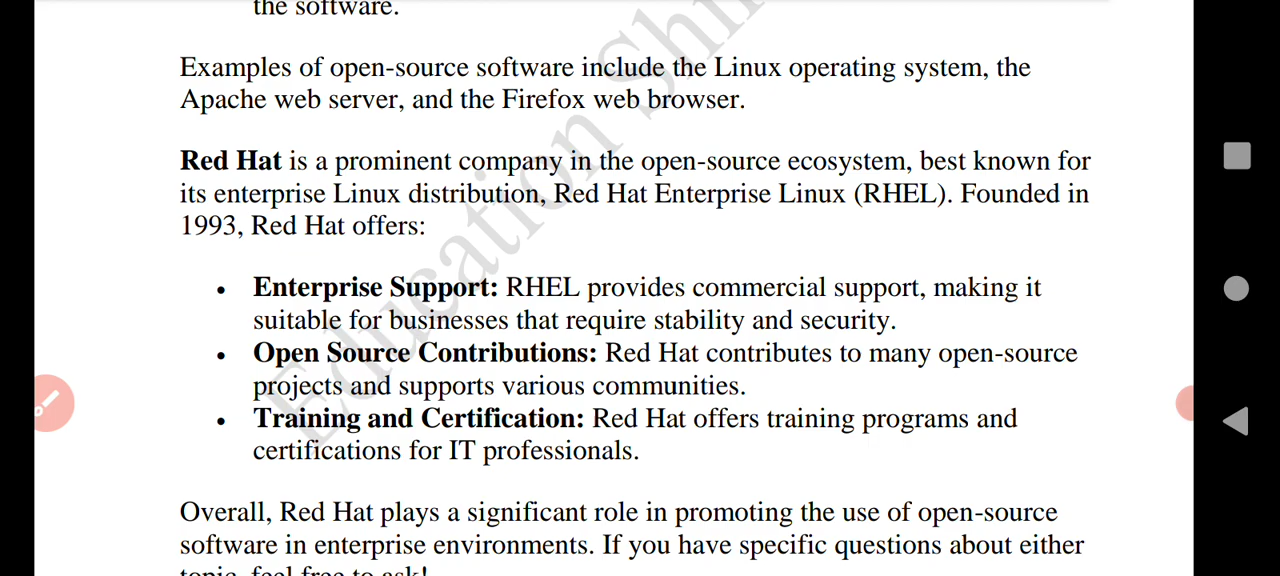 the software.
Examples of open-source software include the Linux operating system, the
Apache web server, and the Firefox web browser.
Red Hat is a prominent company in the open-source ecosystem, best known for
its enterprise Linux distribution, Red Hat Enterprise Linux (RHEL). Founded in
1993, Red Hat offers:
• Enterprise Support: RHEL provides commercial support, making it
suitable for businesses that require stability and security.
• Open Source Contributions: Red Hat contributes to many open-source
projects and supports various communities.
• Training and Certification: Red Hat offers training programs and
certifications for IT professionals.
Overall, Red Hat plays a significant role in promoting the use of open-source
software in enterprise environments. If you have specific questions about either
topic, feel free to ask!
Education